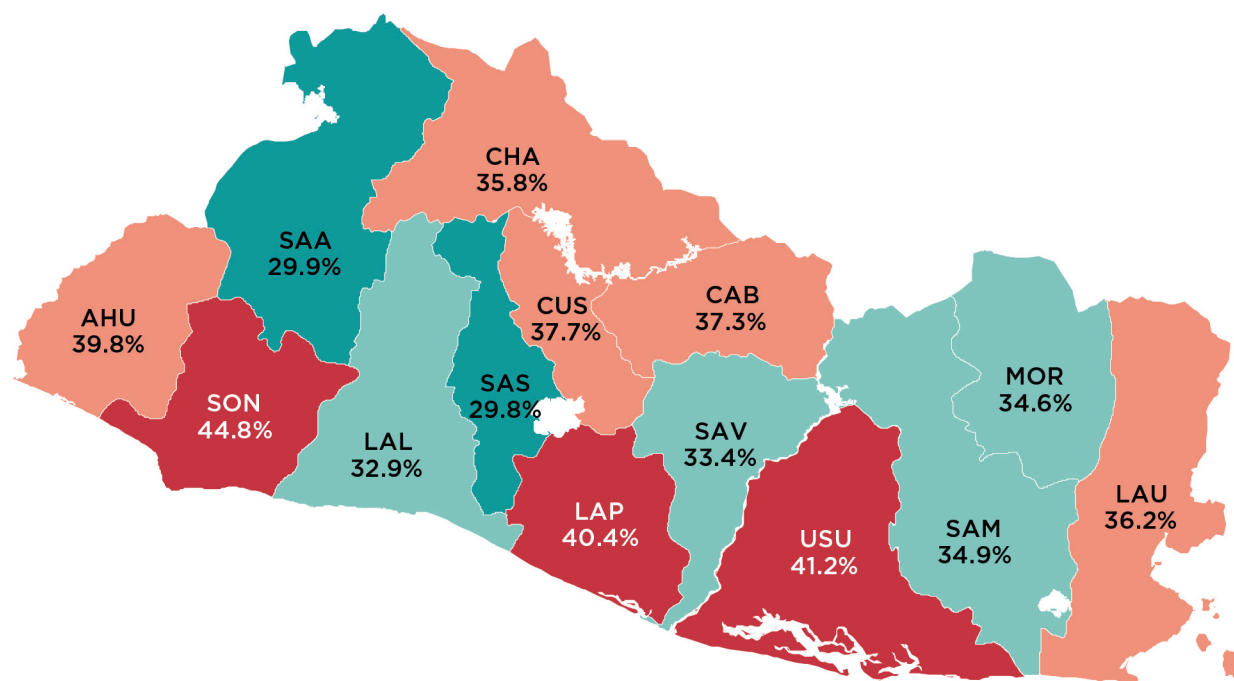 CHA
35.8%
SAA
29.9%
AHU
39.8%
SON
44.8%
LAL
32.9%
SAS
29.8%
CUS
37.7%
CAB
37.3%
SAV
33.4%
LAP
40.4%
USU
41.2%
MOR
34.6%
SAM
34.9%
LAU
36.2%